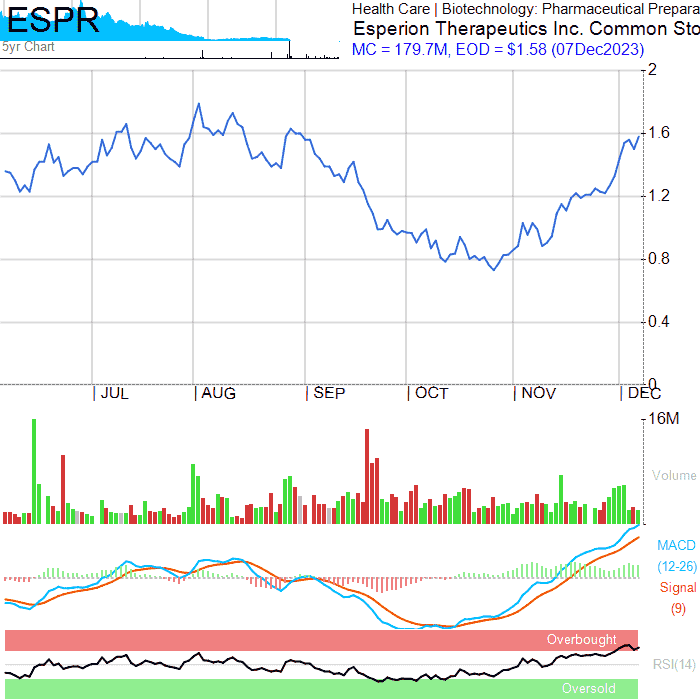 ESPR
5yr Chart
Health Care | Biotechnology: Pharmaceutical Prepara
Esperion Therapeutics Inc. Common Sto
MC = 179.7M, EOD = $1.58 (07Dec2023)
2
1.6
1.2
0.8
0.4
0
JUL AUG SEP OCT NOV DEC
16M
Volume
MACD
(12-26)
Signal
(9)
Overbought
RSI(14)
Oversold